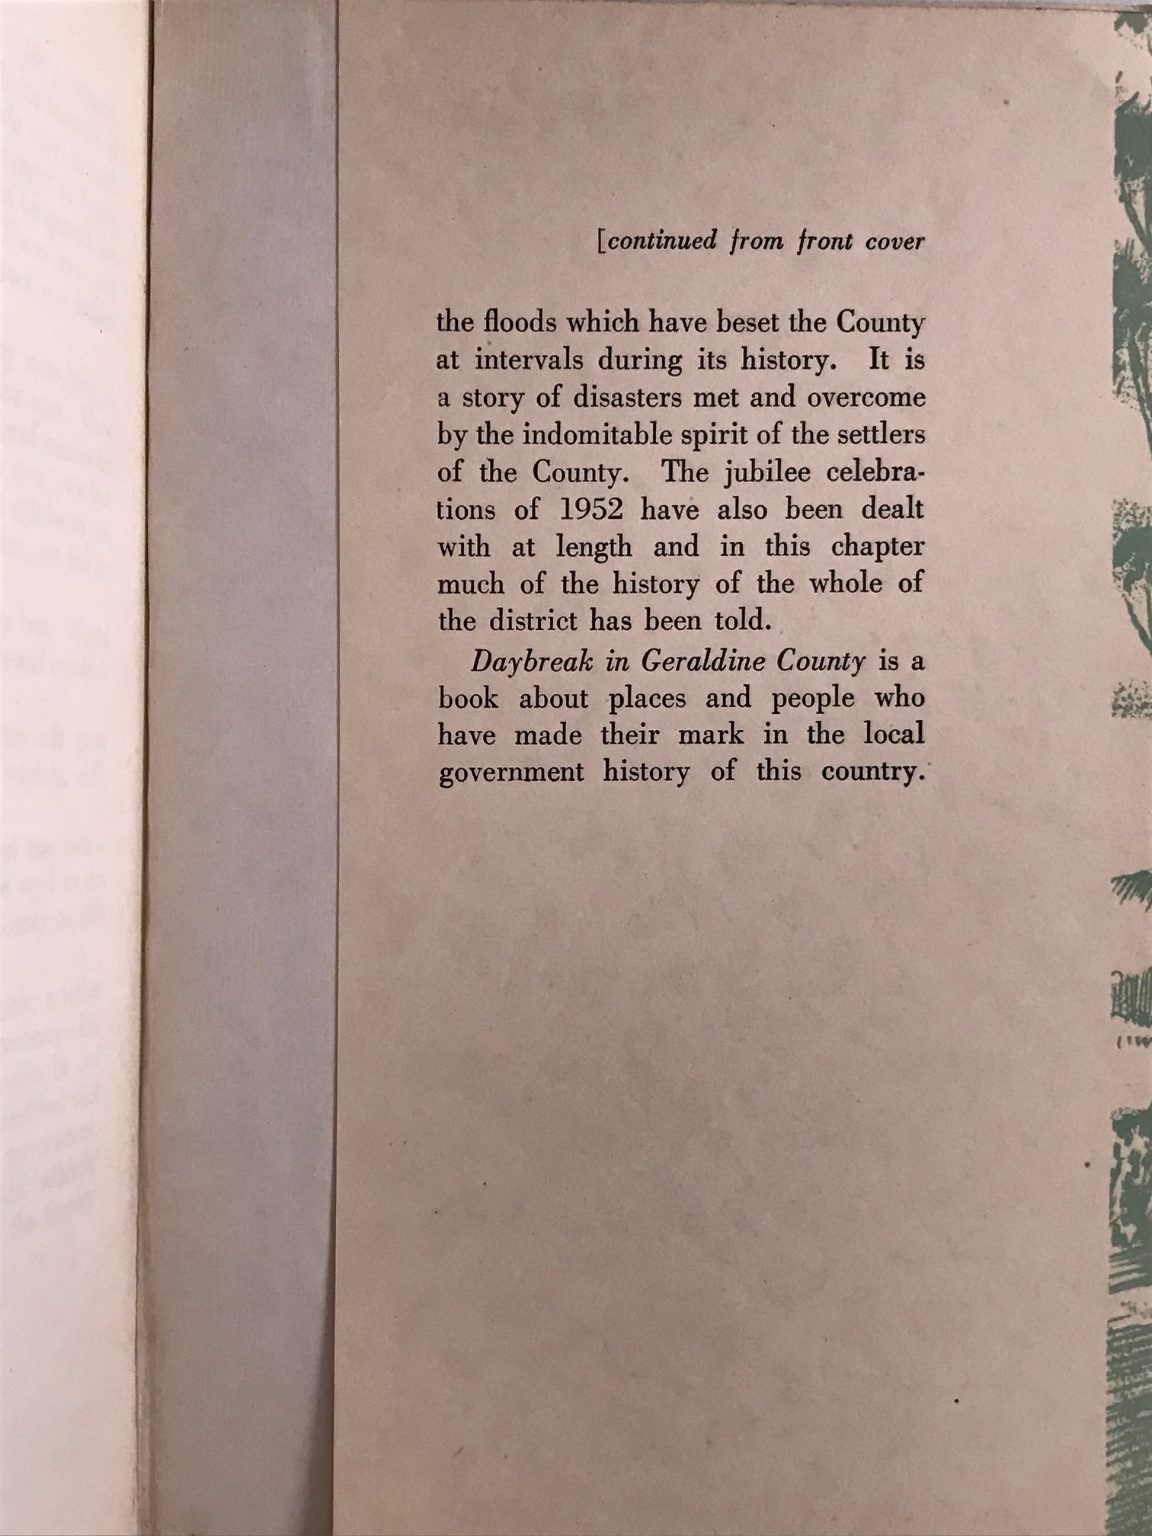 [continued from front cover
the floods which have beset the County
at intervals during its history. It is
a story of disasters met and overcome
by the indomitable spirit of the settlers
of the County. The jubilee celebra-
tions of 1952 have also been dealt
with at length and in this chapter
much of the history of the whole of
the district has been told.
Daybreak in Geraldine County is a
book about places and people who
have made their mark in the local
government history of this country.